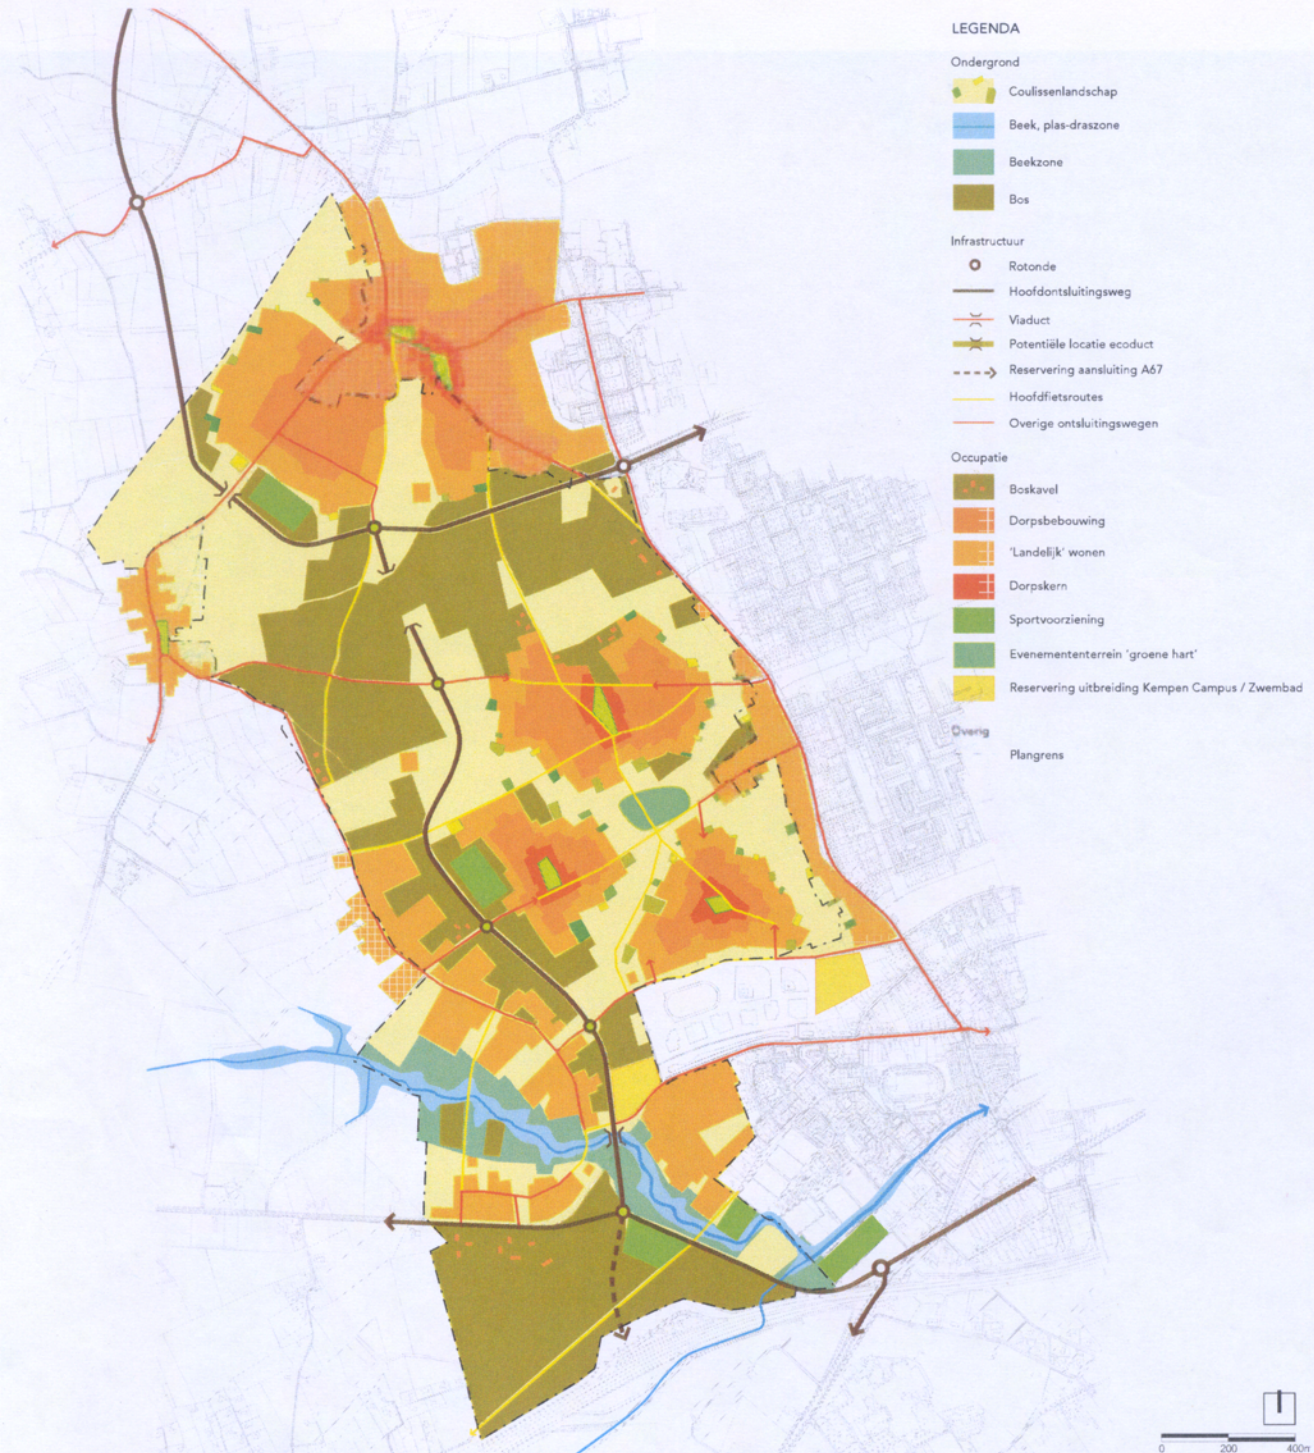 LEGENDA
Ondergrond
Coulissenlandschap
Beek, plas-draszone
Beekzone
Bos
Infrastructuur
Rotonde
Hoofdontsluitingsweg
Viaduct
Potentiële locatie ecoduct
Reservering aansluiting A67
Hoofdfietsroutes
Overige ontsluitingswegen
Occupatie
Boskavel
Dorpsbebouwing
'Landelijk' wonen
Dorpskern
Sportvoorziening
Evenemententerrein 'groene hart'
Reservering uitbreiding Kempen Campus / Zwembad
Overig
Plangrens
0 200 400m